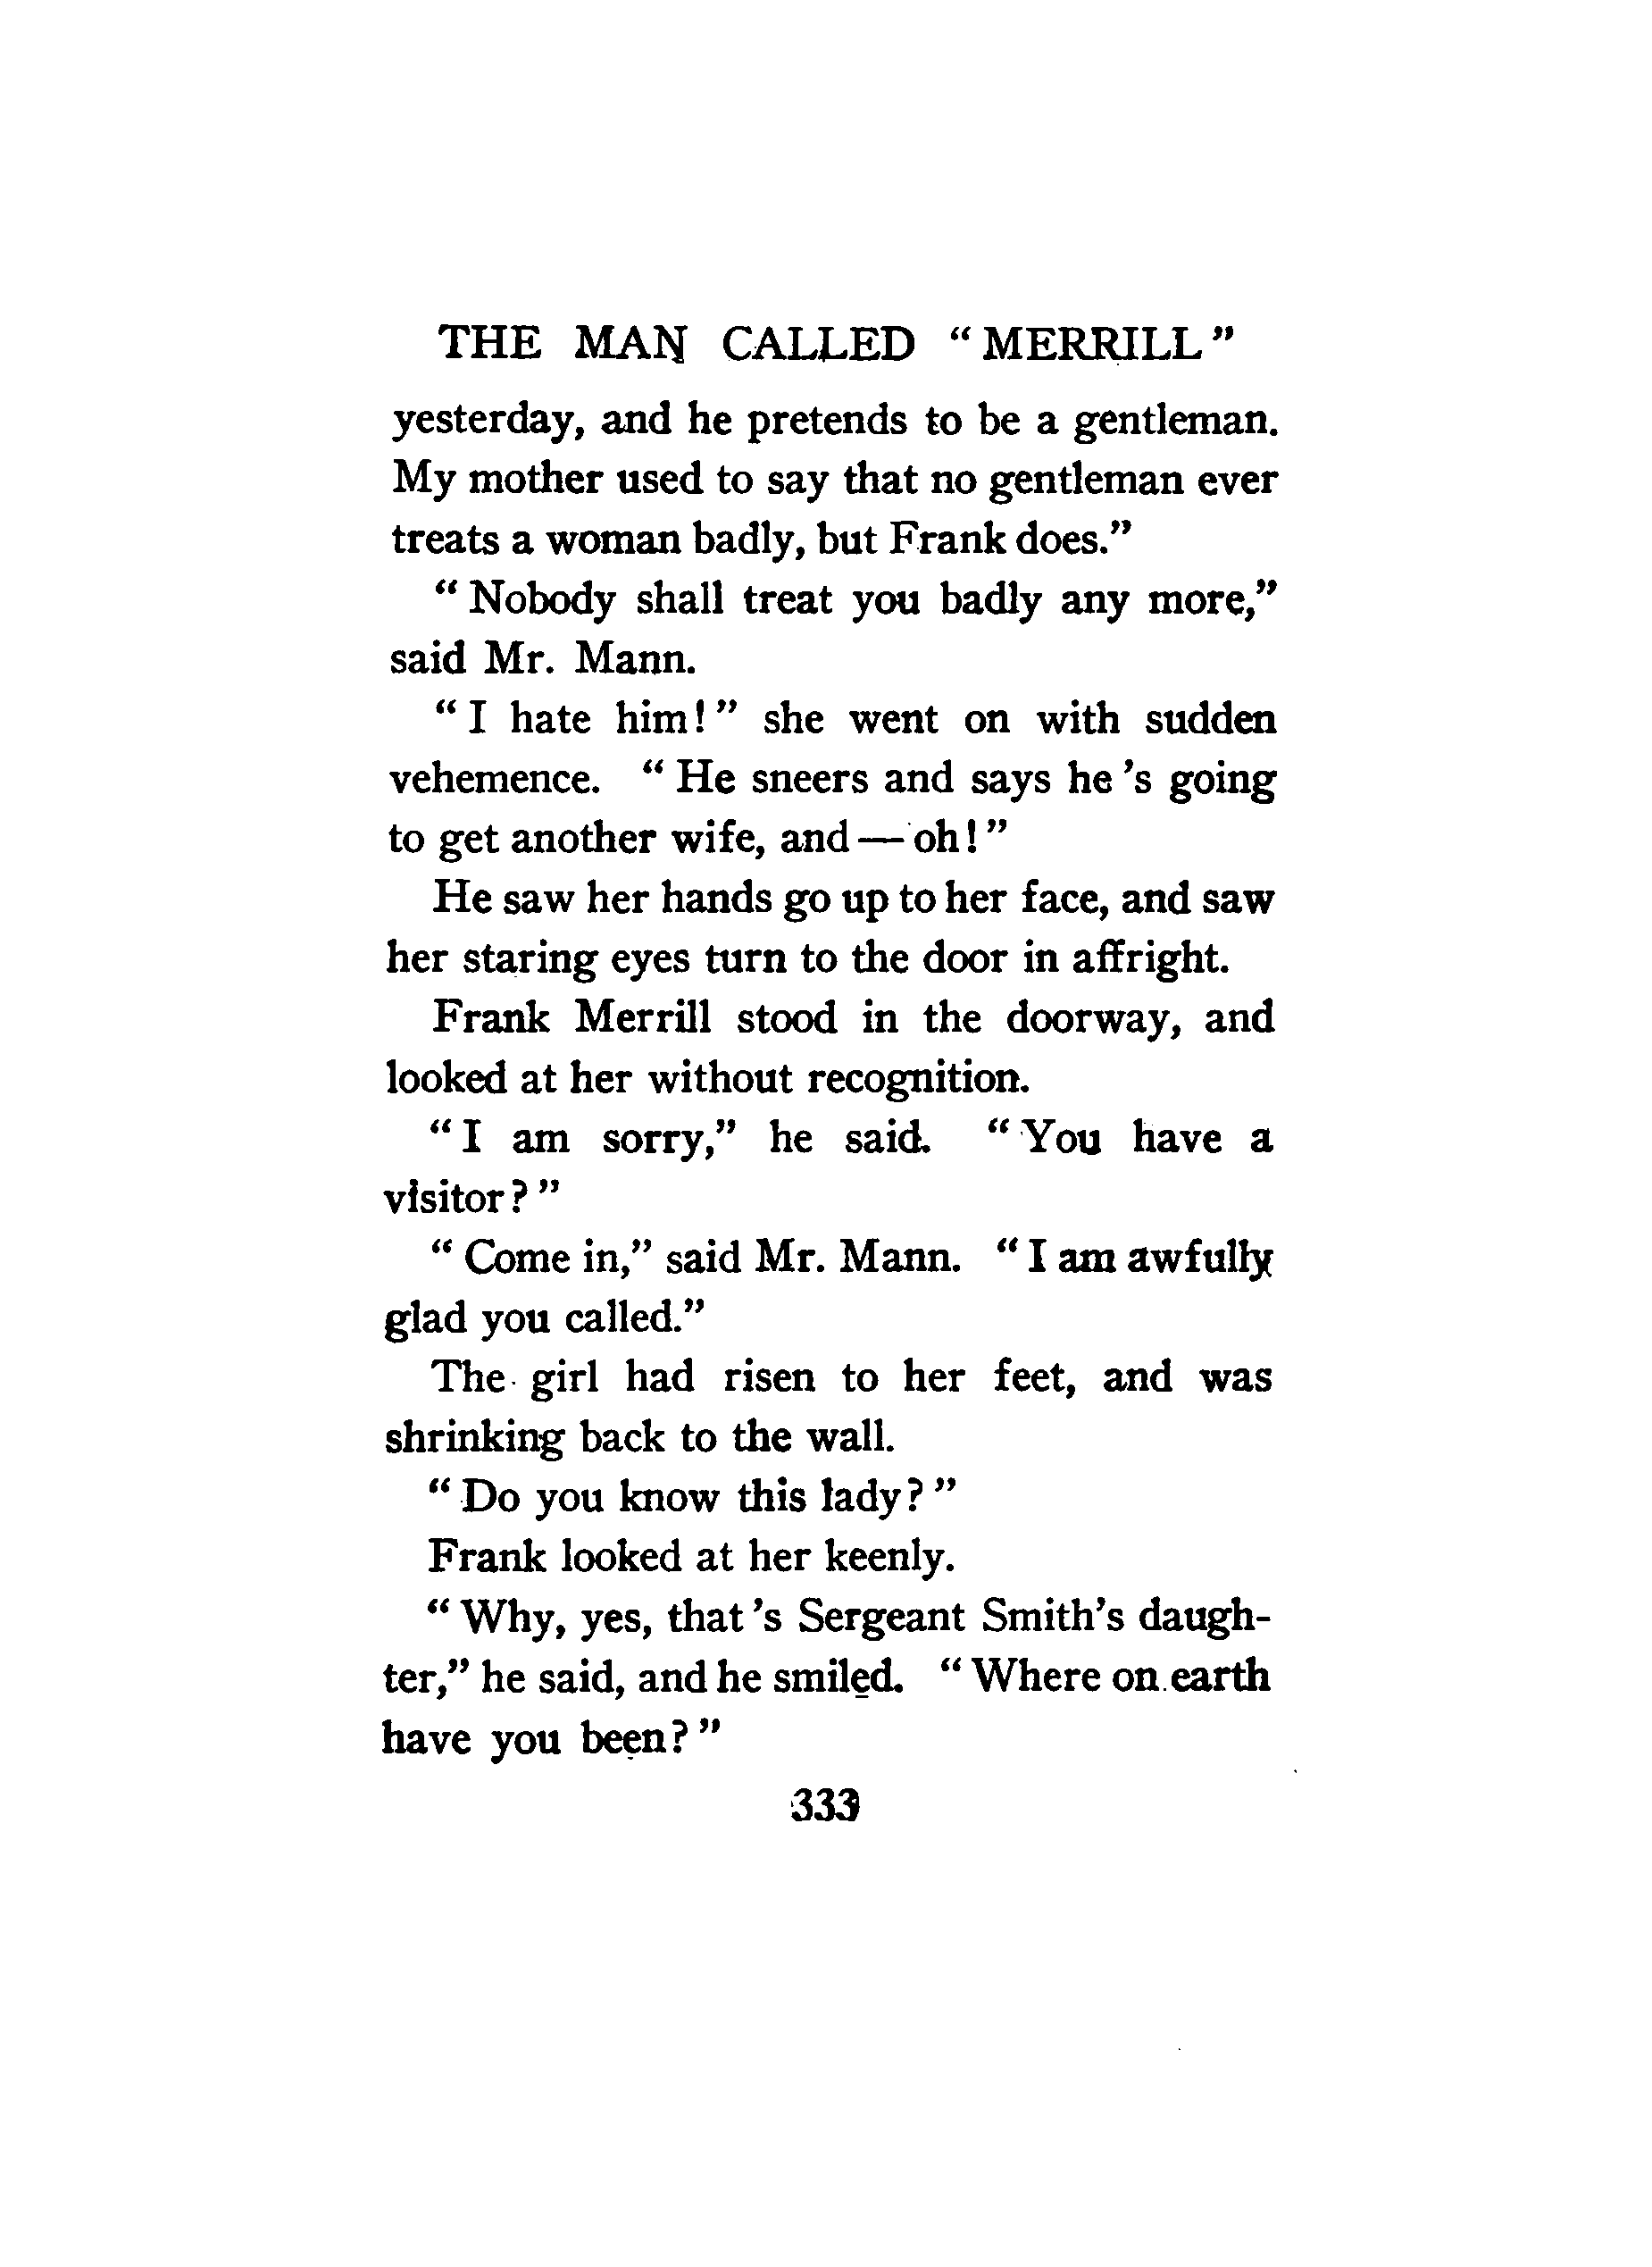 THE MAN CALLED “MERRILL”
yesterday, and he pretends to be a gentleman.
My mother used to say that no gentleman ever
treats a woman badly, but Frank does.”
“Nobody shall treat you badly any more,”
said Mr. Mann.
“I hate him!” she went on with sudden
vehemence. “He sneers and says he’s going
to get another wife, and — oh!”
He saw her hands go up to her face, and saw
her staring eyes turn to the door in affright.
Frank Merrill stood in the doorway, and
looked at her without recognition.
“I am sorry,” he said. “You have a
visitor?”
“Come in,” said Mr. Mann. “I am awfully
glad you called.”
The girl had risen to her feet, and was
shrinking back to the wall.
“Do you know this lady?”
Frank looked at her keenly.
“Why, yes, that’s Sergeant Smith’s daugh-
ter,” he said, and he smiled. “Where on earth
have you been?”
333